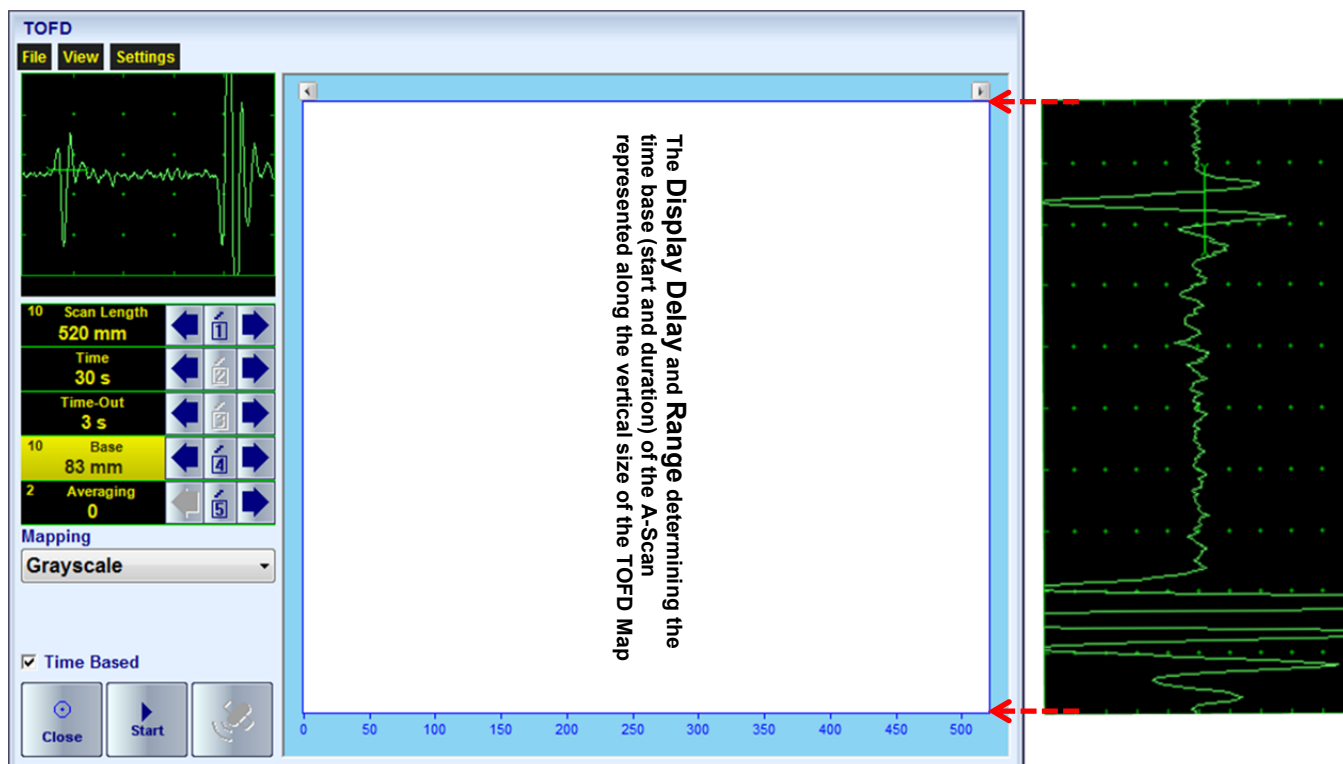 TOFD
File View Settings
10 Scan Length
520 mm
1
Time
30 s
2
Time-Out
3 s
3
10 Base
83 mm
4
2 Averaging
0
5
Mapping
Grayscale
Time Based
Close
Start
The Display Delay and Range determining the
time base (start and duration) of the A-Scan
represented along the vertical size of the TOFD Map
0 50 100 150 200 250 300 350 400 450 500